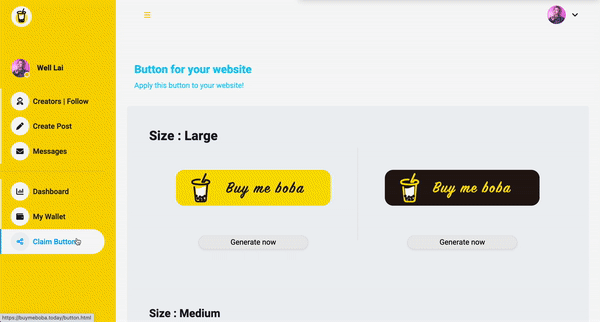 Well Lai
Creators | Follow
Create Post
Messages
Dashboard
My Wallet
Claim Button
https://buymeboba.today/button.html
Button for your website
Apply this button to your website!
Size : Large
Buy me boba
Buy me boba
Generate now
Generate now
Size : Medium